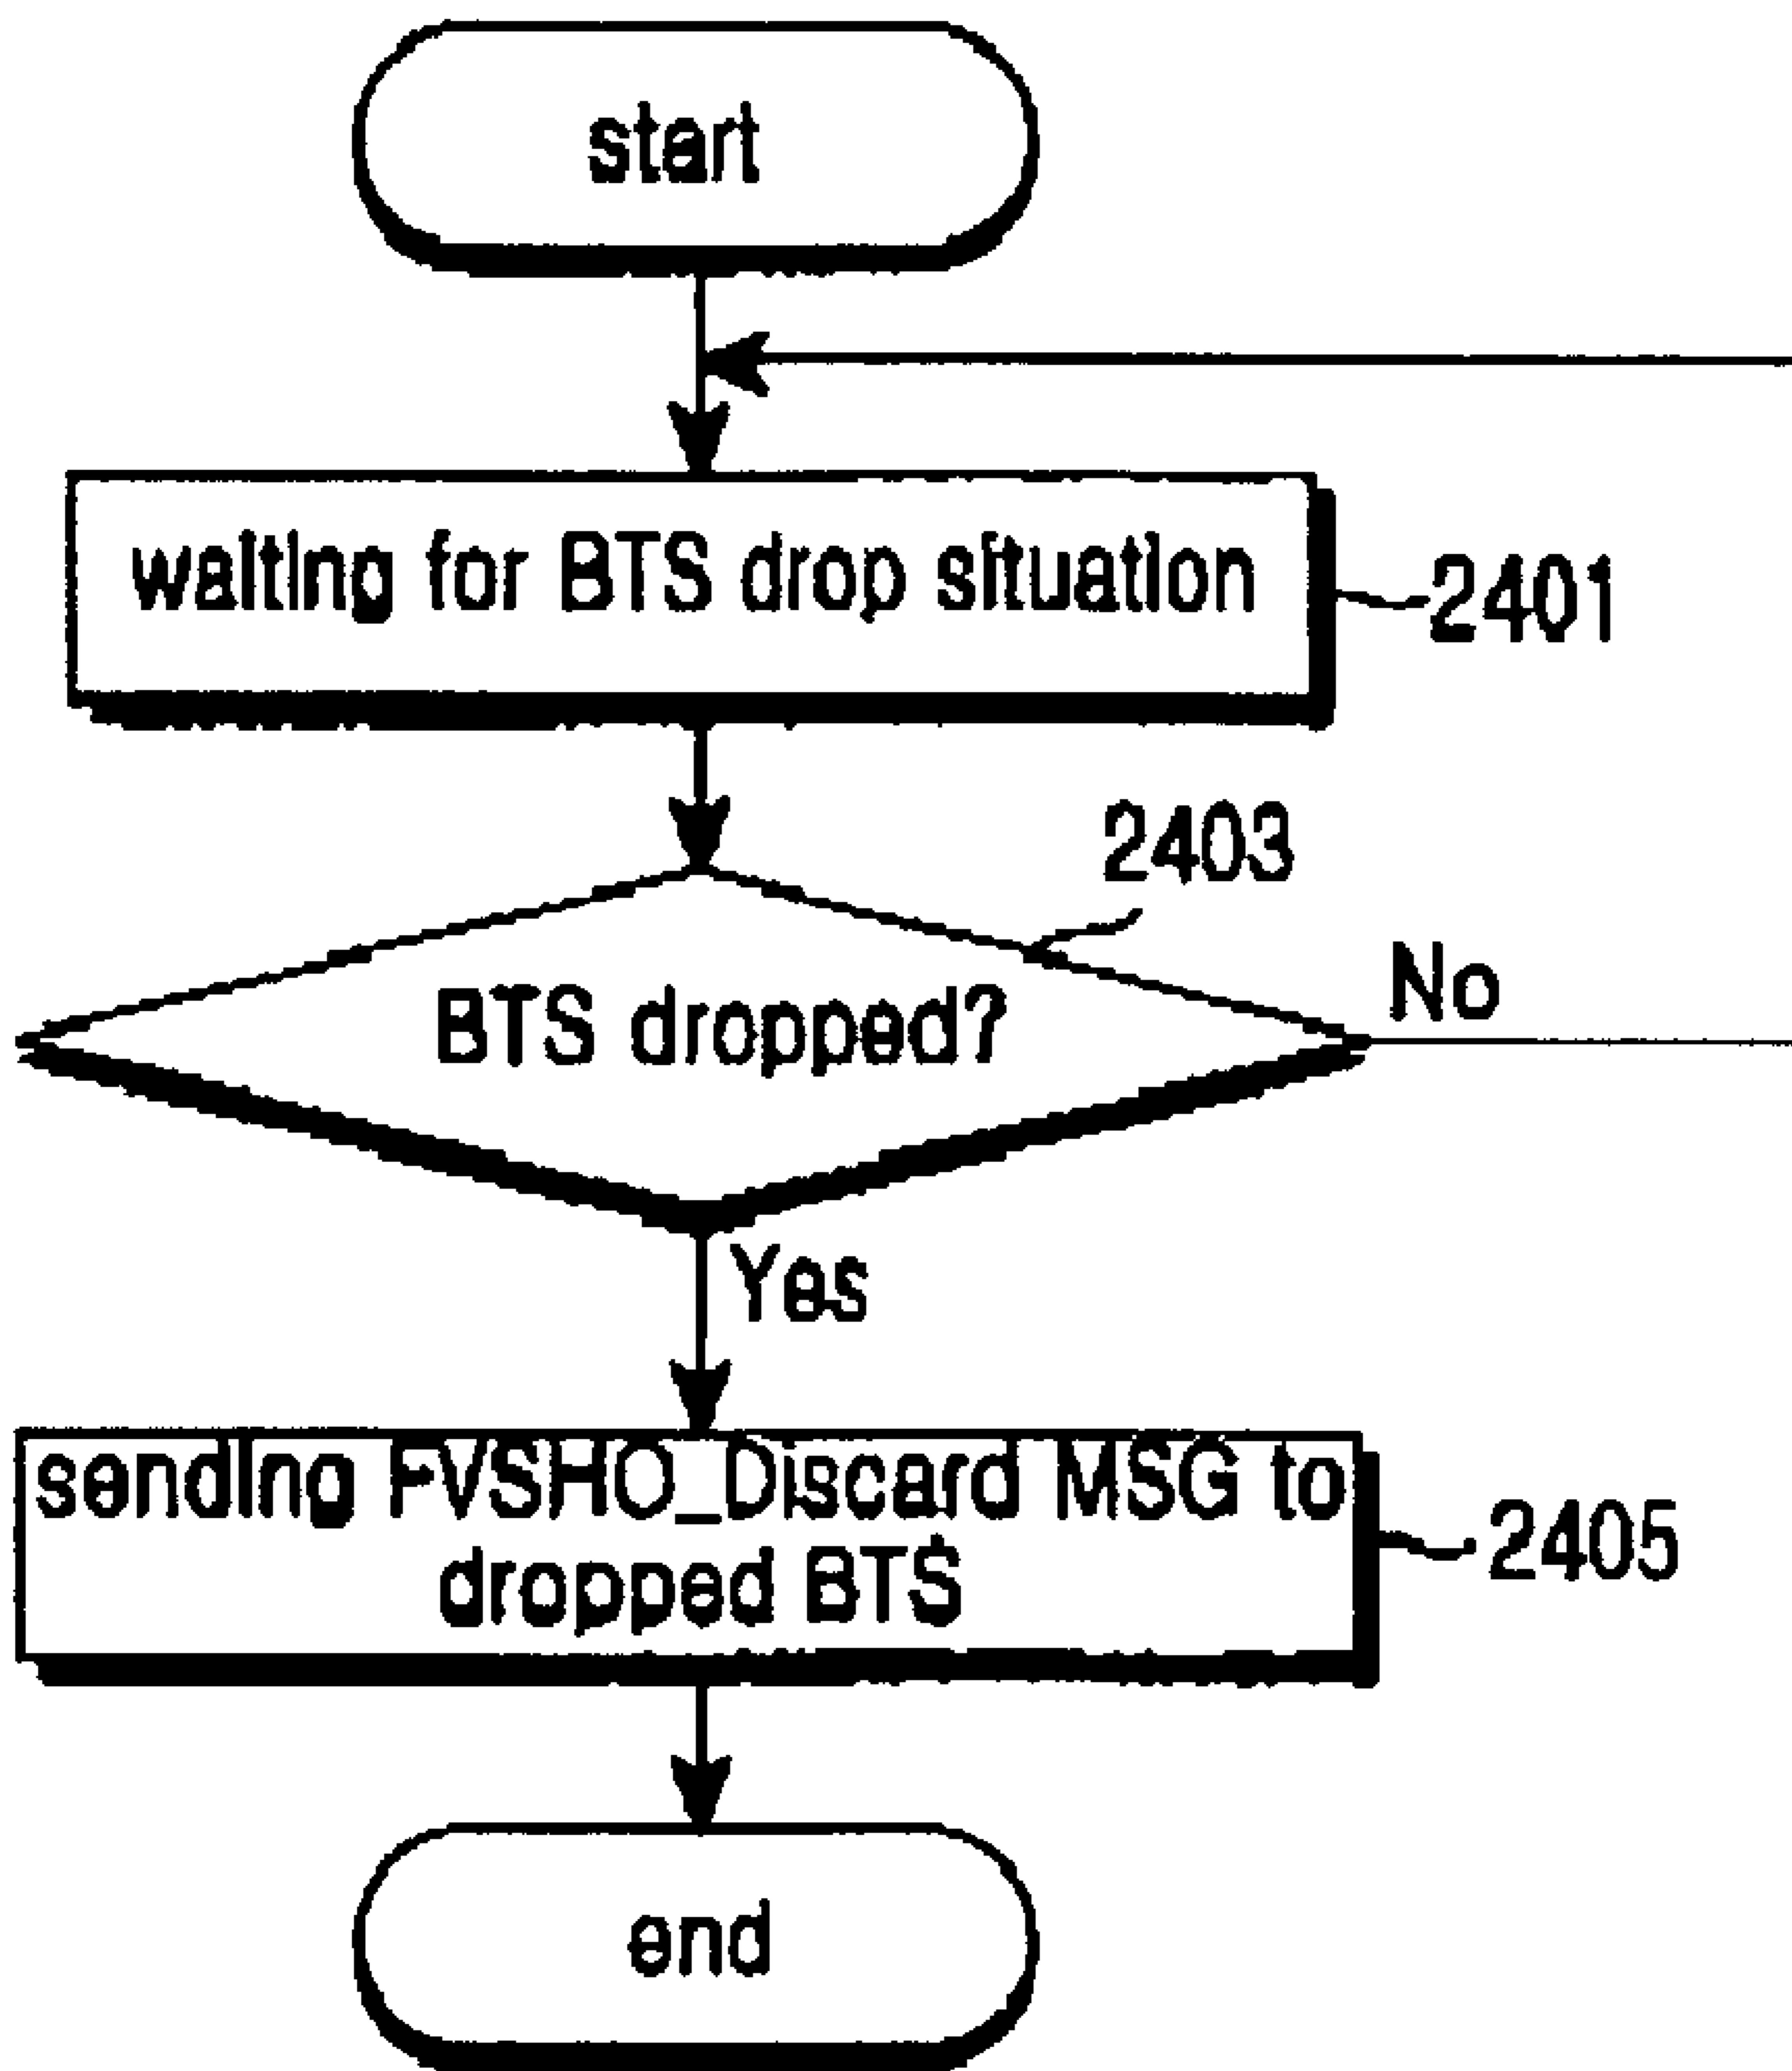 start
waiting for BTS drop situation
2401
2403
BTS dropped?
No
Yes
sending FVSHO_Discard MSG to
dropped BTS
2405
end